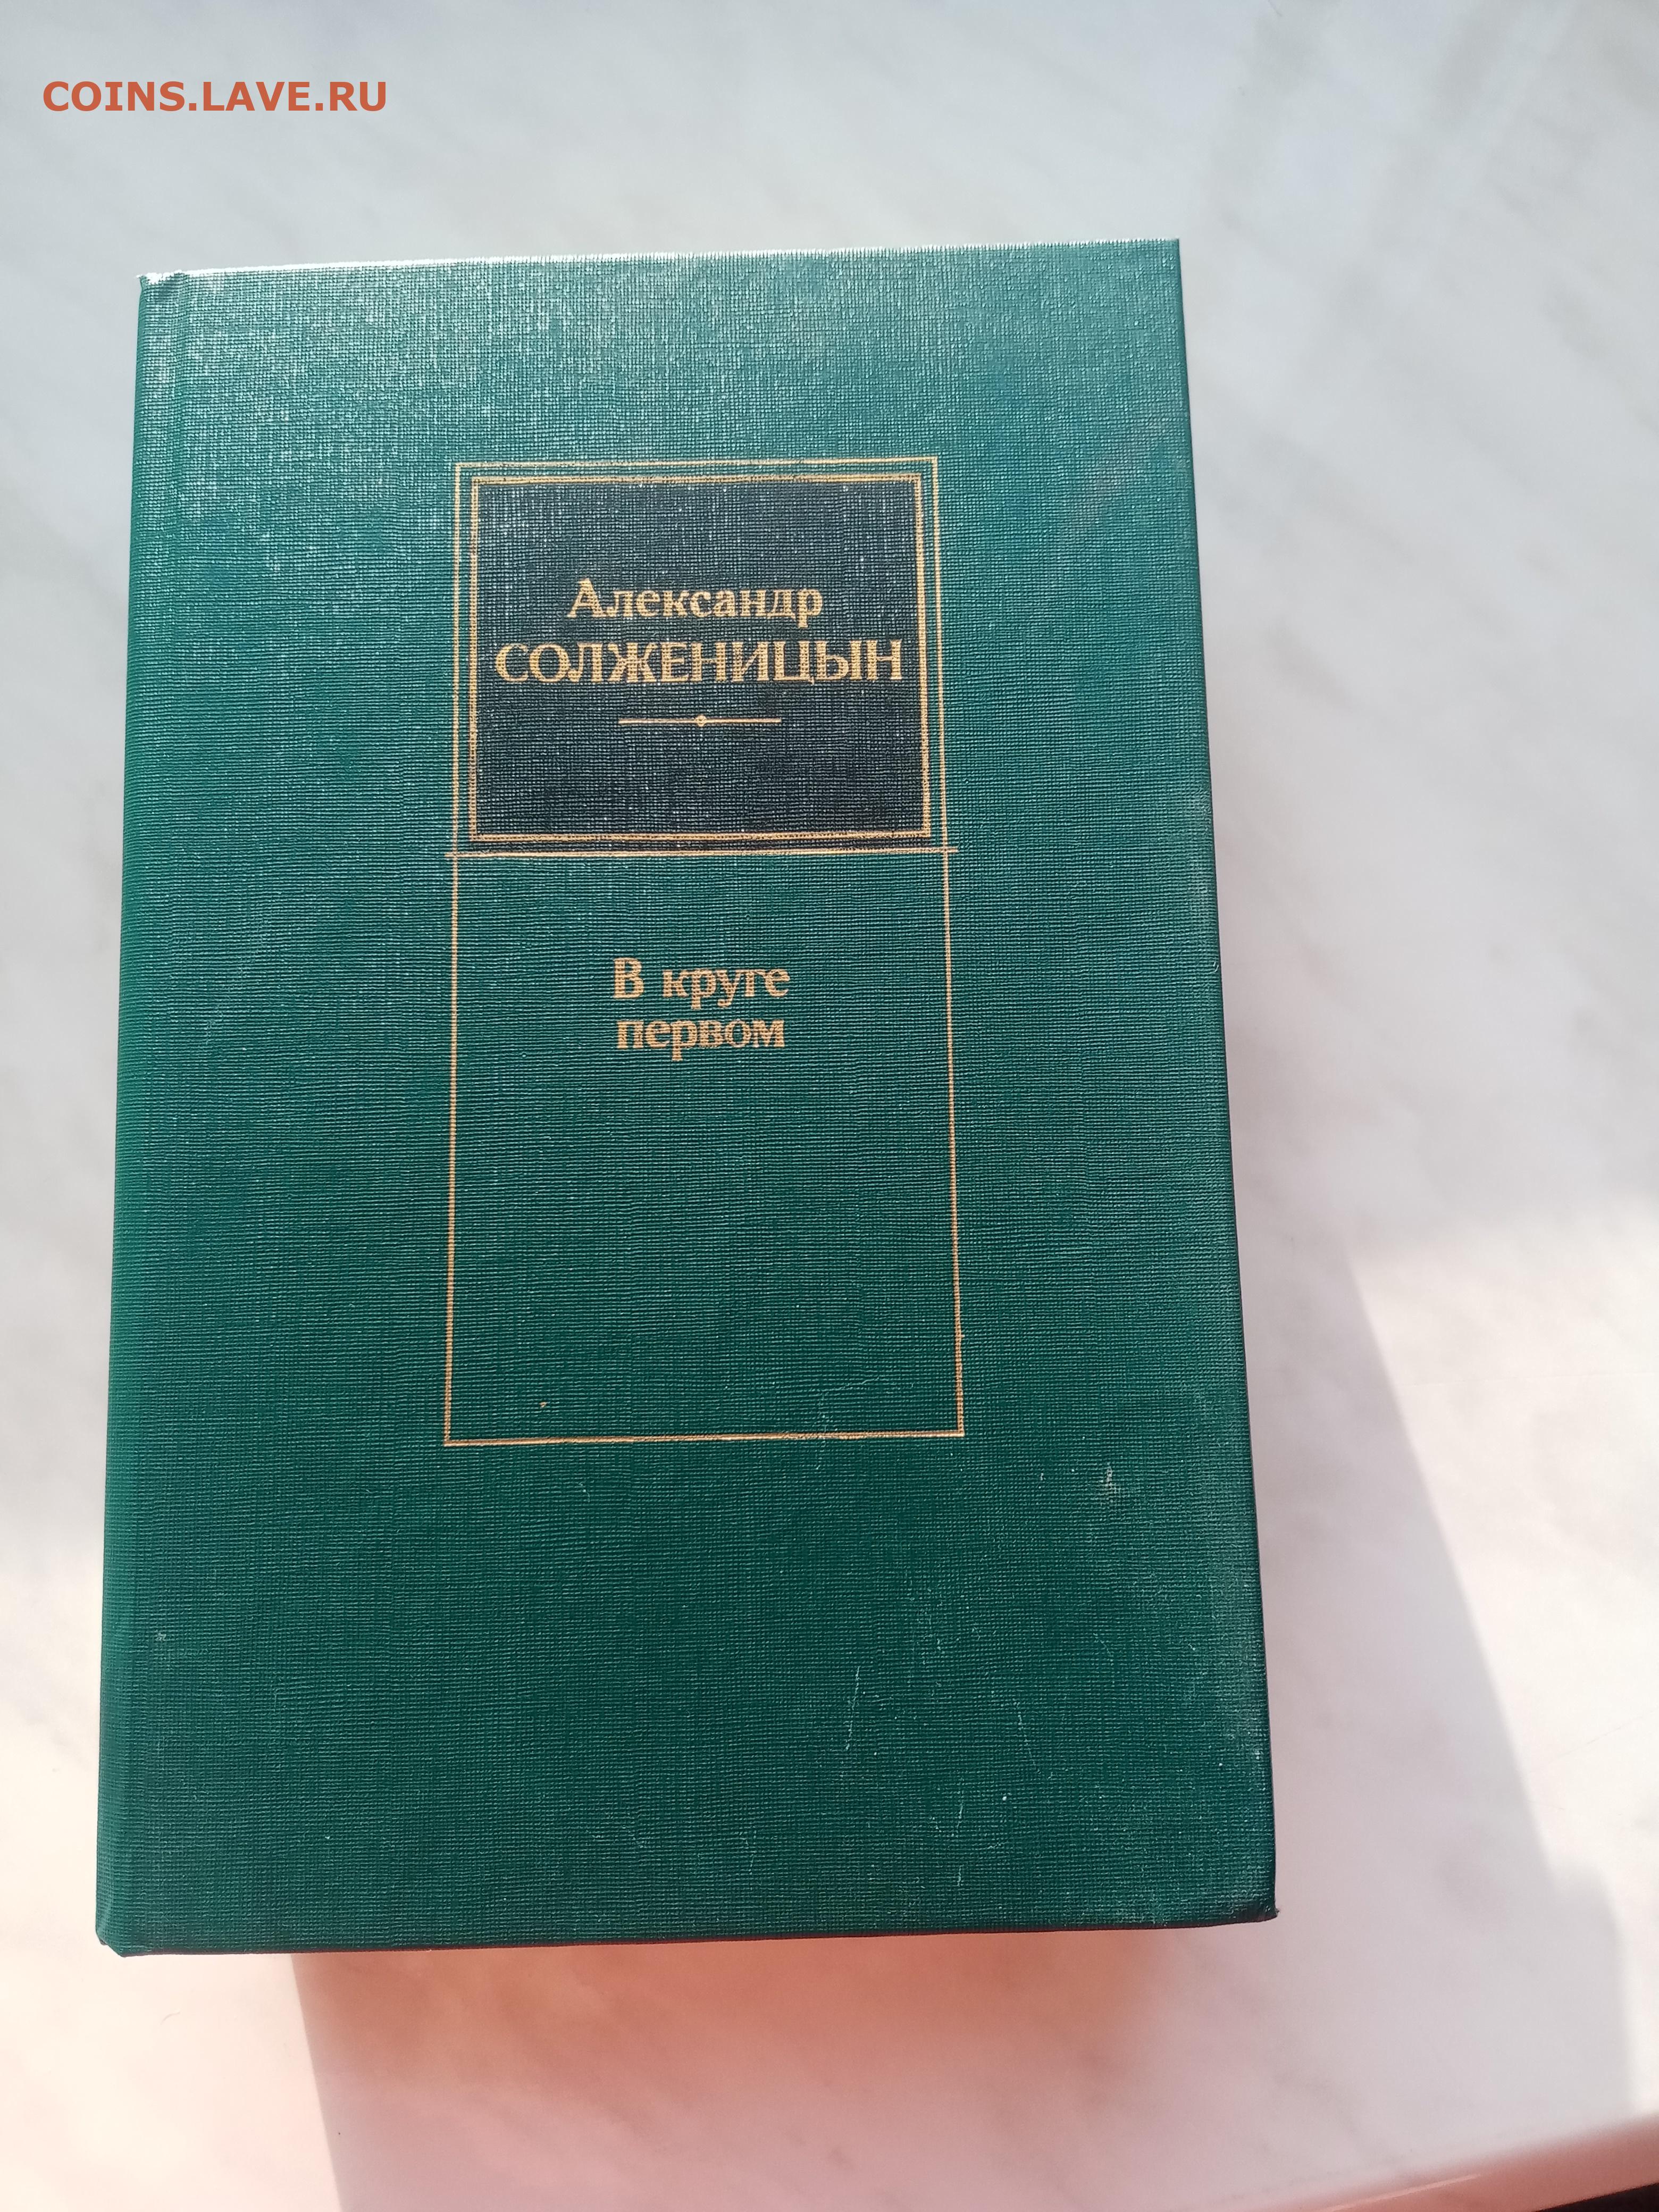 COINS.LAVE.RU
Александр
СОЛЖЕНИЦЫН
В круге
первом